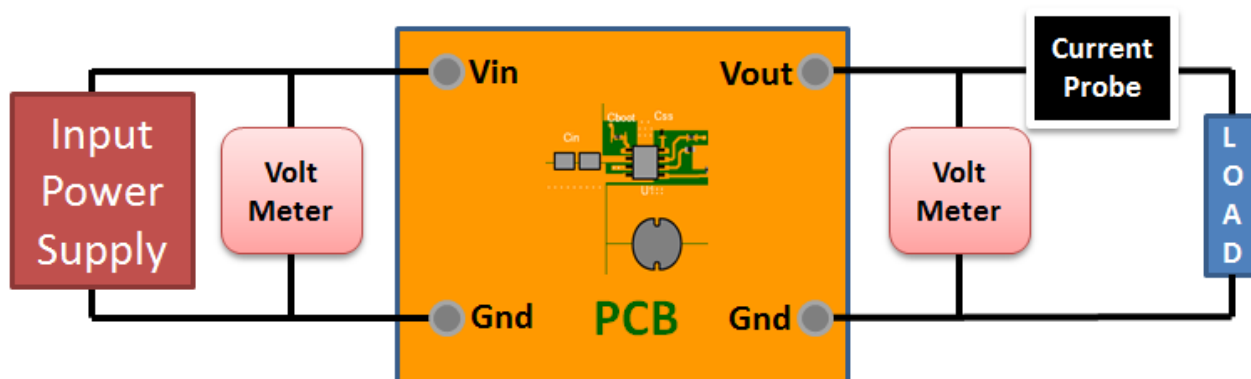 Input
Power
Supply
Volt
Meter
Vin
Gnd
Cboot
Css
Cin
U1::
PCB
Vout
Gnd
Volt
Meter
Current
Probe
L
O
A
D